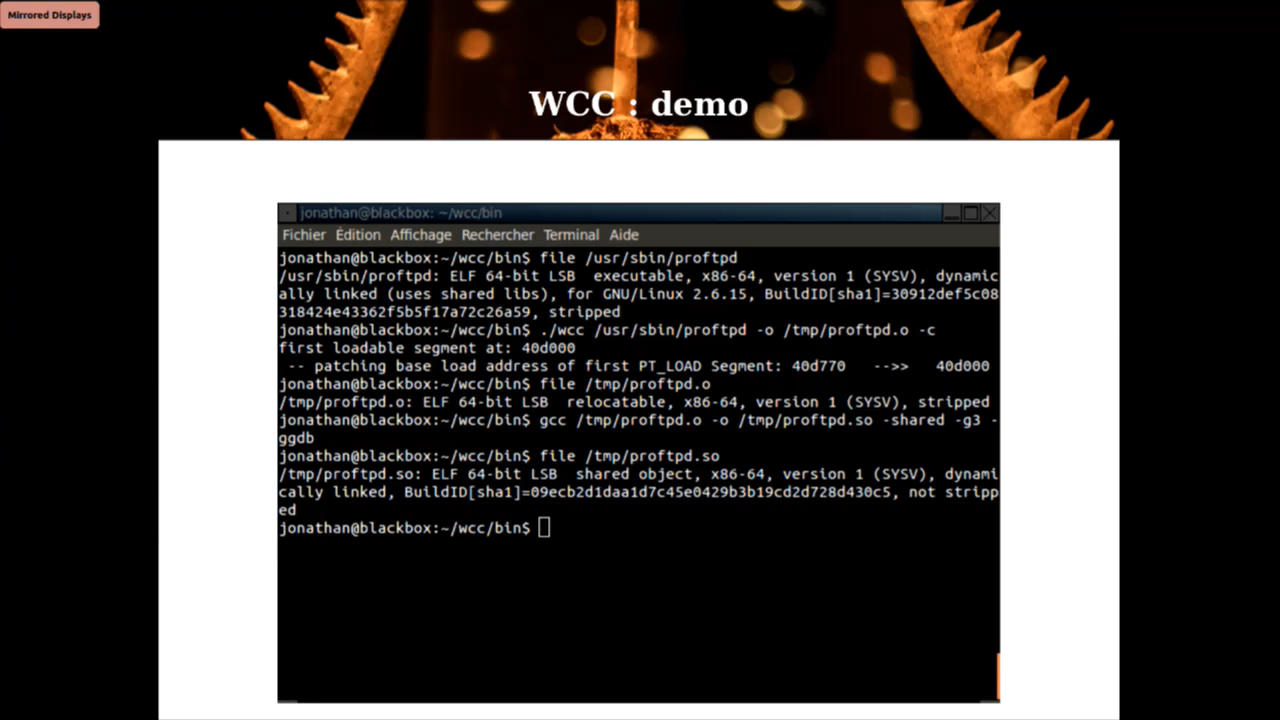 Mirrored Displays
WCC : demo
jonathan@blackbox: ~/wcc/bin
Fichier Édition Affichage Rechercher Terminal Aide
jonathan@blackbox:~/wcc/bin$ file /usr/sbin/proftpd
/usr/sbin/proftpd: ELF 64-bit LSB  executable, x86-64, version 1 (SYSV), dynamic
ally linked (uses shared libs), for GNU/Linux 2.6.15, BuildID[sha1]=30912def5c08
318424e43362f5b5f17a72c26a59, stripped
jonathan@blackbox:~/wcc/bin$ ./wcc /usr/sbin/proftpd -o /tmp/proftpd.o -c
first loadable segment at: 40d000
 -- patching base load address of first PT_LOAD Segment: 40d770   -->>   40d000
jonathan@blackbox:~/wcc/bin$ file /tmp/proftpd.o
/tmp/proftpd.o: ELF 64-bit LSB  relocatable, x86-64, version 1 (SYSV), stripped
jonathan@blackbox:~/wcc/bin$ gcc /tmp/proftpd.o -o /tmp/proftpd.so -shared -g3 -
ggdb
jonathan@blackbox:~/wcc/bin$ file /tmp/proftpd.so
/tmp/proftpd.so: ELF 64-bit LSB  shared object, x86-64, version 1 (SYSV), dynami
cally linked, BuildID[sha1]=09ecb2d1daa1d7c45e0429b3b19cd2d728d430c5, not stripp
ed
jonathan@blackbox:~/wcc/bin$